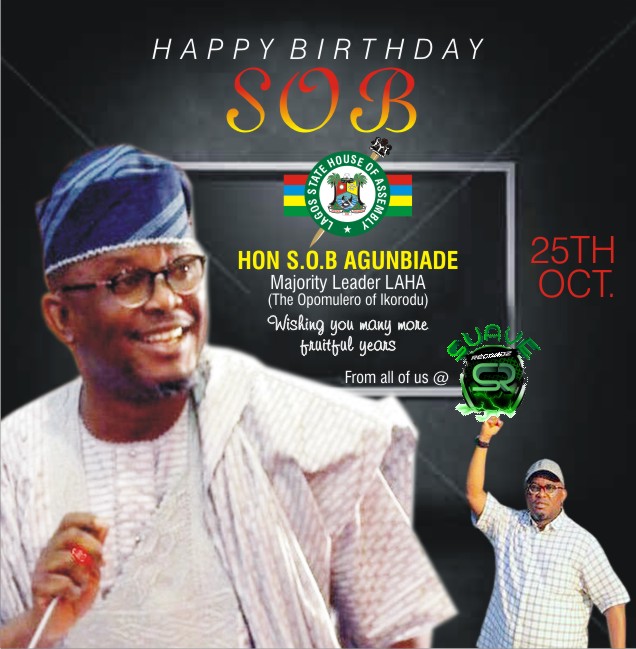 HAPPY BIRTHDAY
SOB
LAGOS STATE HOUSE OF ASSEMBLY
HON S.O.B AGUNBIADE
Majority Leader LAHA
(The Opomulero of Ikorodu)
Wishing you many more
fruitful years
25TH
OCT.
From all of us @
SUAVE
RECORDZ
SR